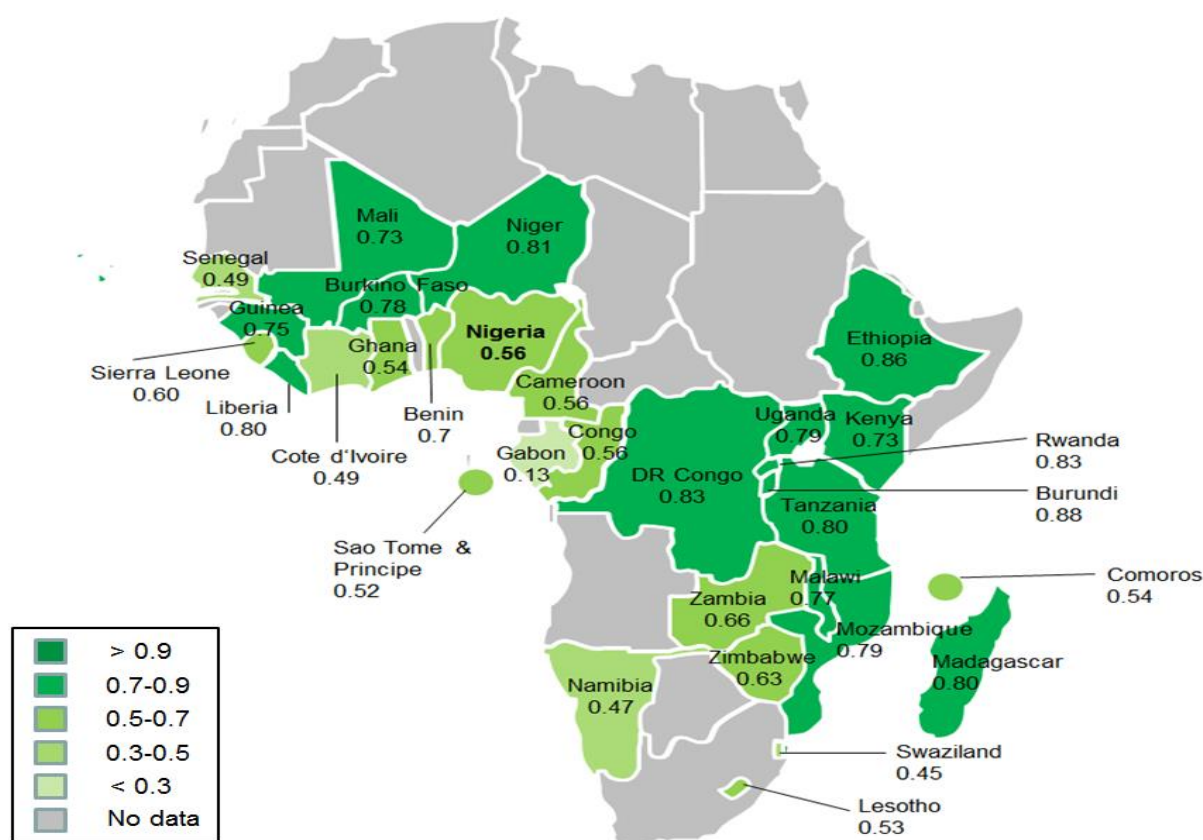 Mali
0.73
Niger
0.81
Senegal
0.49
Burkino Faso
0.78
Guinea
0.75
Nigeria
0.56
Ghana
0.54
Ethiopia
0.86
Sierra Leone
0.60
Liberia
0.80
Cote d'Ivoire
0.49
Benin
0.7
Cameroon
0.56
Congo
0.56
Gabon
0.13
Uganda
0.79
Kenya
0.73
Rwanda
0.83
DR Congo
0.83
Burundi
0.88
Tanzania
0.80
Sao Tome &
Principe
0.52
Comoros
0.54
Malawi
0.77
Zambia
0.66
Mozambique
0.79
Zimbabwe
0.63
Madagascar
0.80
Namibia
0.47
Swaziland
0.45
Lesotho
0.53
> 0.9
0.7-0.9
0.5-0.7
0.3-0.5
< 0.3
No data